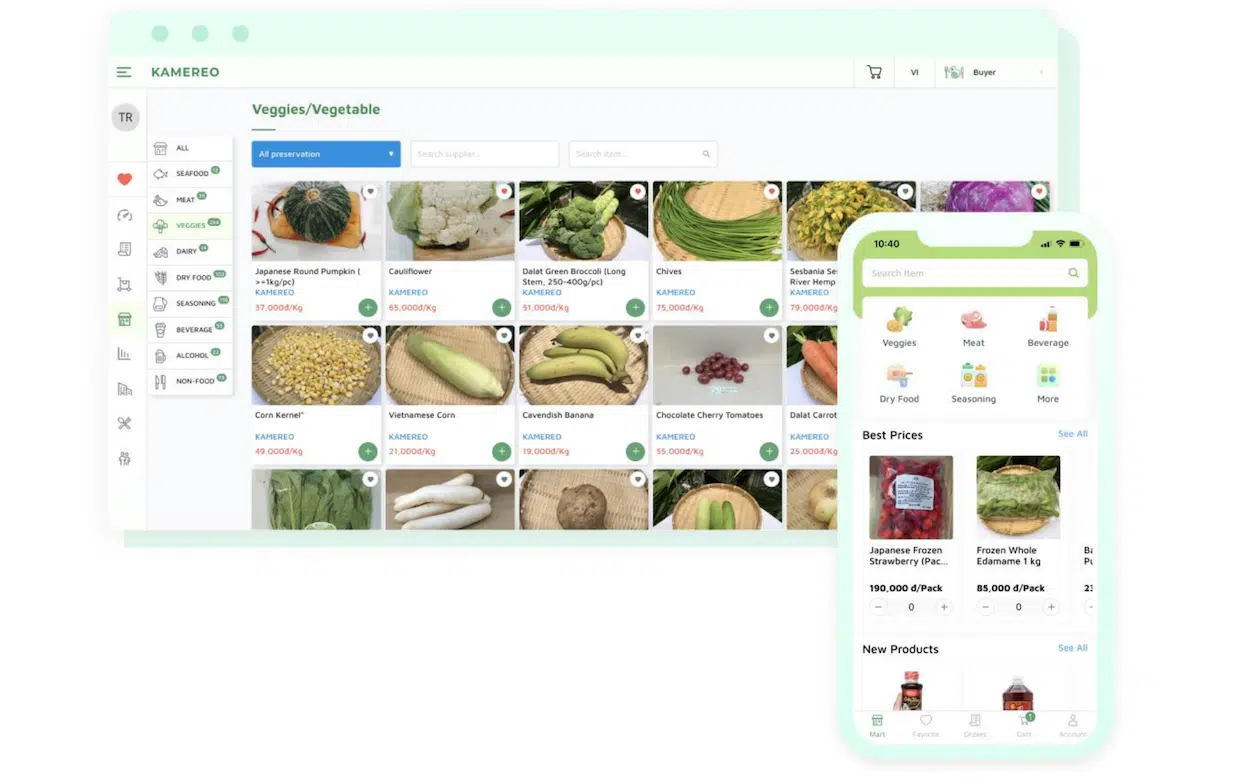 KAMEREO
VI
Buyer
TR
Veggies/Vegetable
All preservation
Search supplier...
Search item...
ALL
SEAFOOD
MEAT
VEGGIES
DAIRY
DRY FOOD
SEASONING
BEVERAGE
ALCOHOL
NON-FOOD
Japanese Round Pumpkin (
>=1kg/pc)
KAMEREO
37,000đ/Kg
Cauliflower
KAMEREO
65,000đ/Kg
Dalat Green Broccoli (Long
Stem, 250-400g/pc)
KAMEREO
51,000đ/Kg
Chives
KAMEREO
75,000đ/Kg
Sesbania Se
River Hemp
KAMEREO
79,000đ/K
Corn Kernel"
KAMEREO
49,000đ/Kg
Vietnamese Corn
KAMEREO
21,000đ/Kg
Cavendish Banana
KAMEREO
19,000đ/Kg
Chocolate Cherry Tomatoes
KAMEREO
55,000đ/Kg
Dalat Carrot
KAMEREO
25,000đ/Kg
10:40
Search Item
Veggies
Meat
Beverage
Dry Food
Seasoning
More
Best Prices
See All
Japanese Frozen
Strawberry (Pac...
190,000 đ/Pack
0
Frozen Whole
Edamame 1 kg
85,000 đ/Pack
0
Ba
Pu
23
New Products
See All
Mart
Favorite
Orders
Cart
1
Account